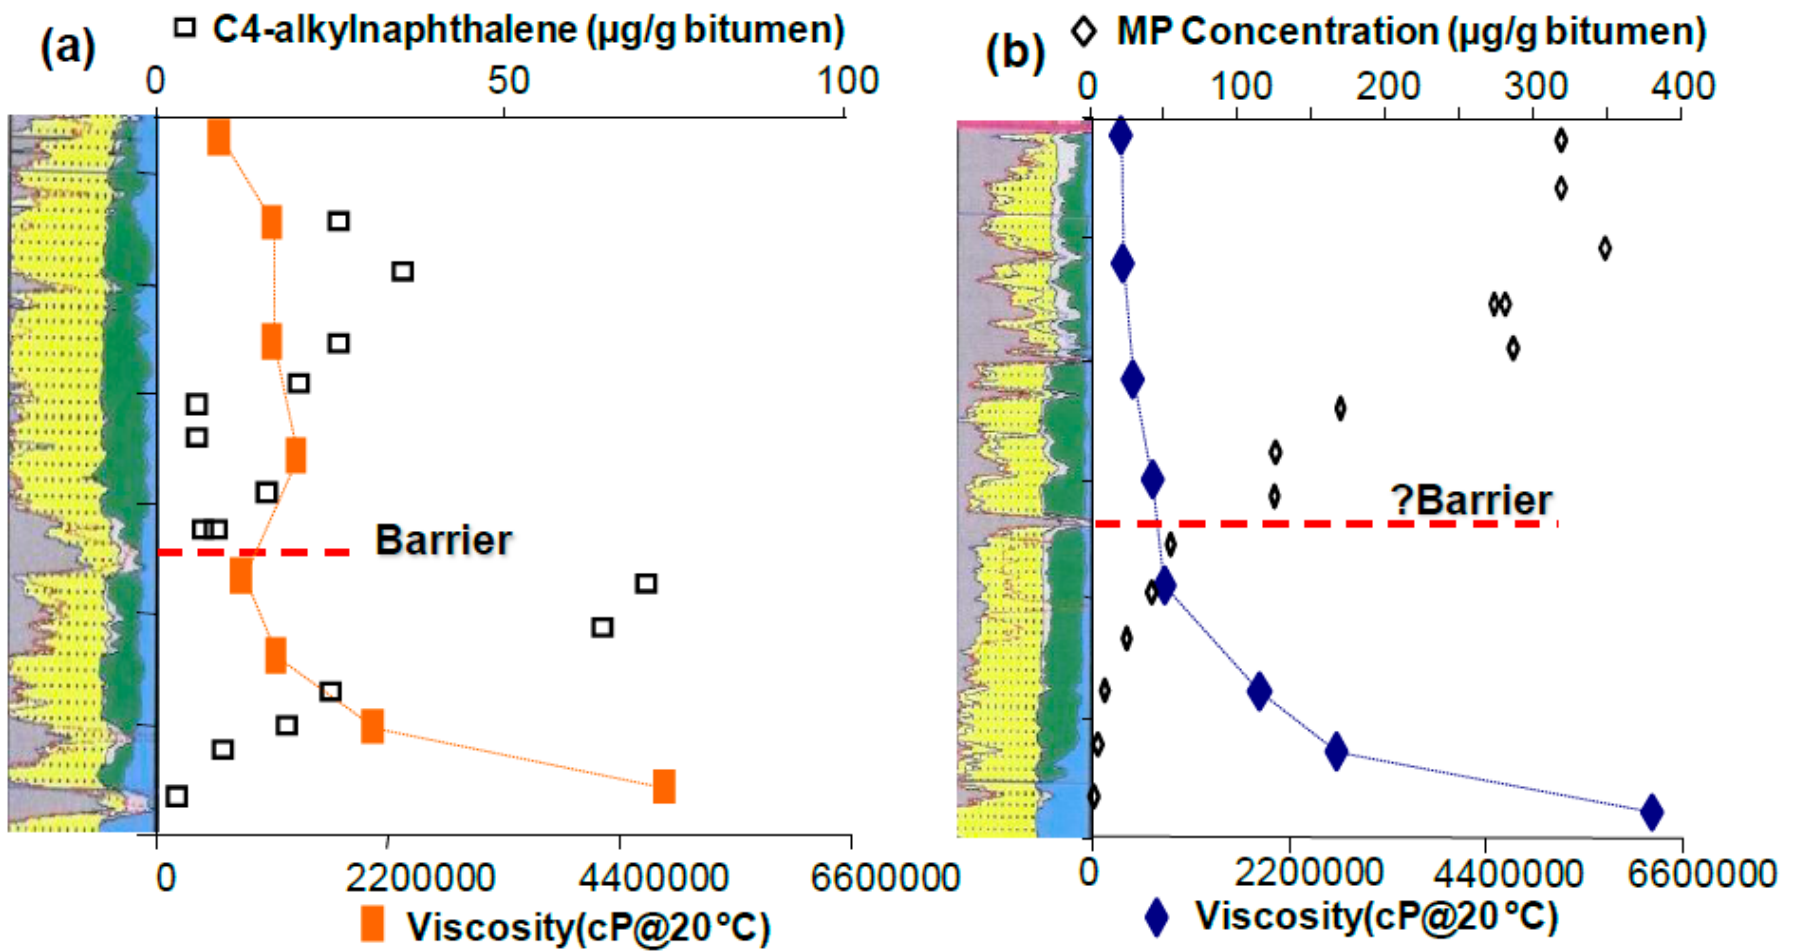 (a)
C4-alkylnaphthalene (µg/g bitumen)
0 50 100
Barrier
0 2200000 4400000 6600000
Viscosity(cP@20°C)
(b)
MP Concentration (µg/g bitumen)
0 100 200 300 400
?Barrier
0 2200000 4400000 6600000
Viscosity(cP@20°C)